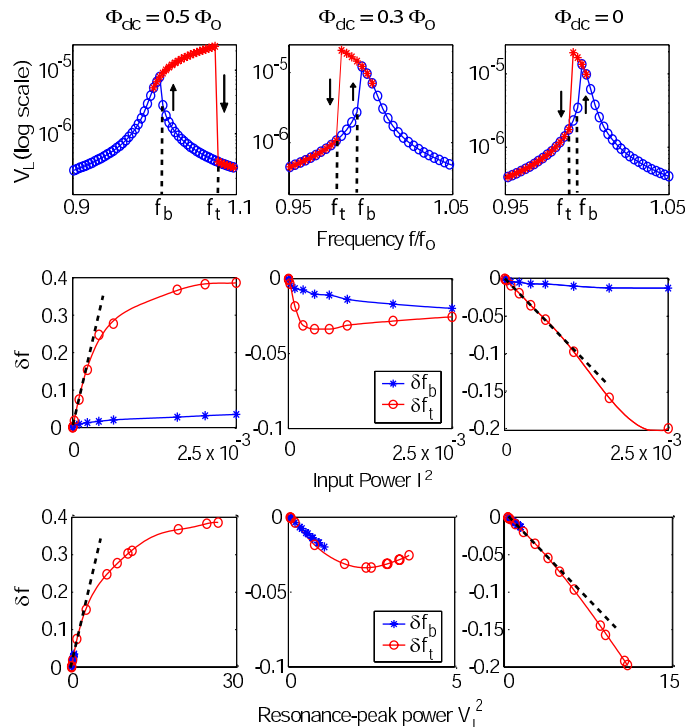 Φdc = 0.5 Φo
Φdc = 0.3 Φo
Φdc = 0
VL (log scale)
10-5
10-6
10-5
10-6
10-5
10-6
0.9 fb ft 1.1
0.95 ft fb 1.05
0.95 ft fb 1.05
Frequency f/fo
δf
0.4
0.3
0.2
0.1
0
0
-0.05
-0.1
0
-0.05
-0.1
-0.15
-0.2
δfb
δft
0 2.5 x 10-3
0 2.5 x 10-3
0 2.5 x 10-3
Input Power I2
δf
0.4
0.3
0.2
0.1
0
0
-0.05
-0.1
0
-0.05
-0.1
-0.15
-0.2
δfb
δft
0 30
0 5
0 15
Resonance-peak power VL2